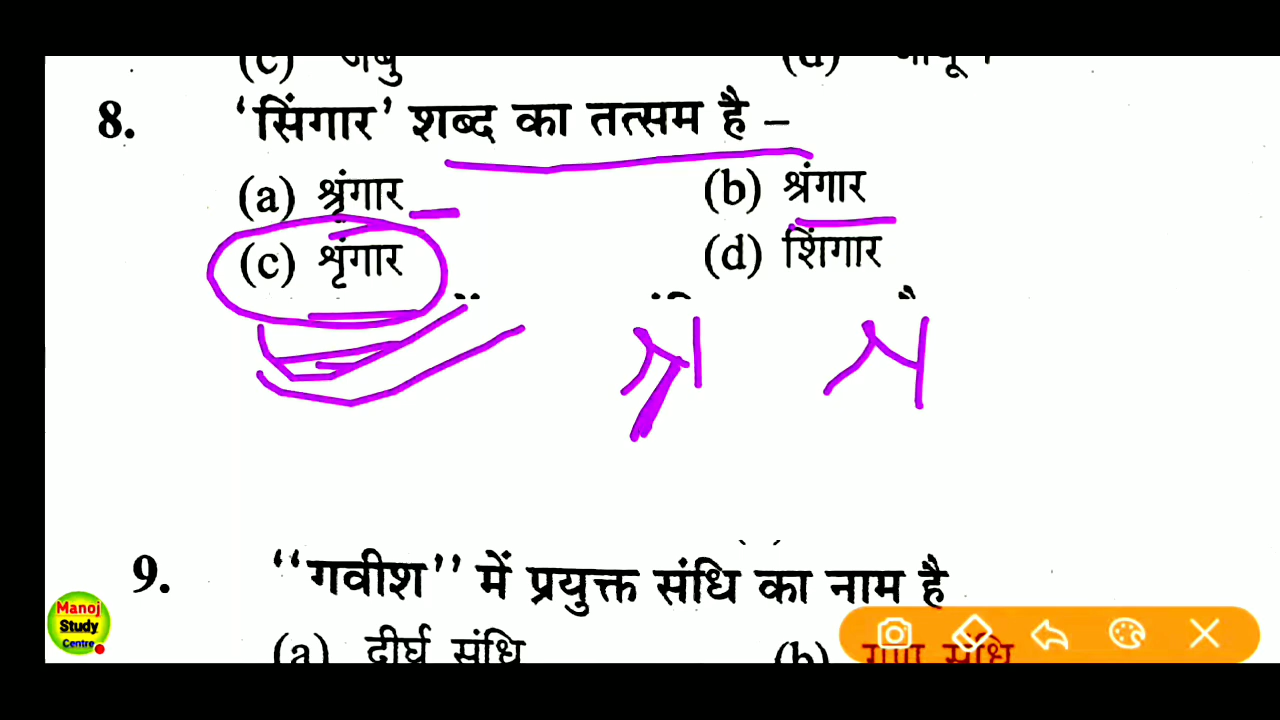 8. ‘सिंगार’ शब्द का तत्सम है –
(a) श्रृंगार (b) श्रंगार
(c) शृंगार (d) शिंगार
श्र श्र
9. “गवीश” में प्रयुक्त संधि का नाम है
(a) दीर्घ संधि (b) गुण संधि
Manoj
Study
Centre